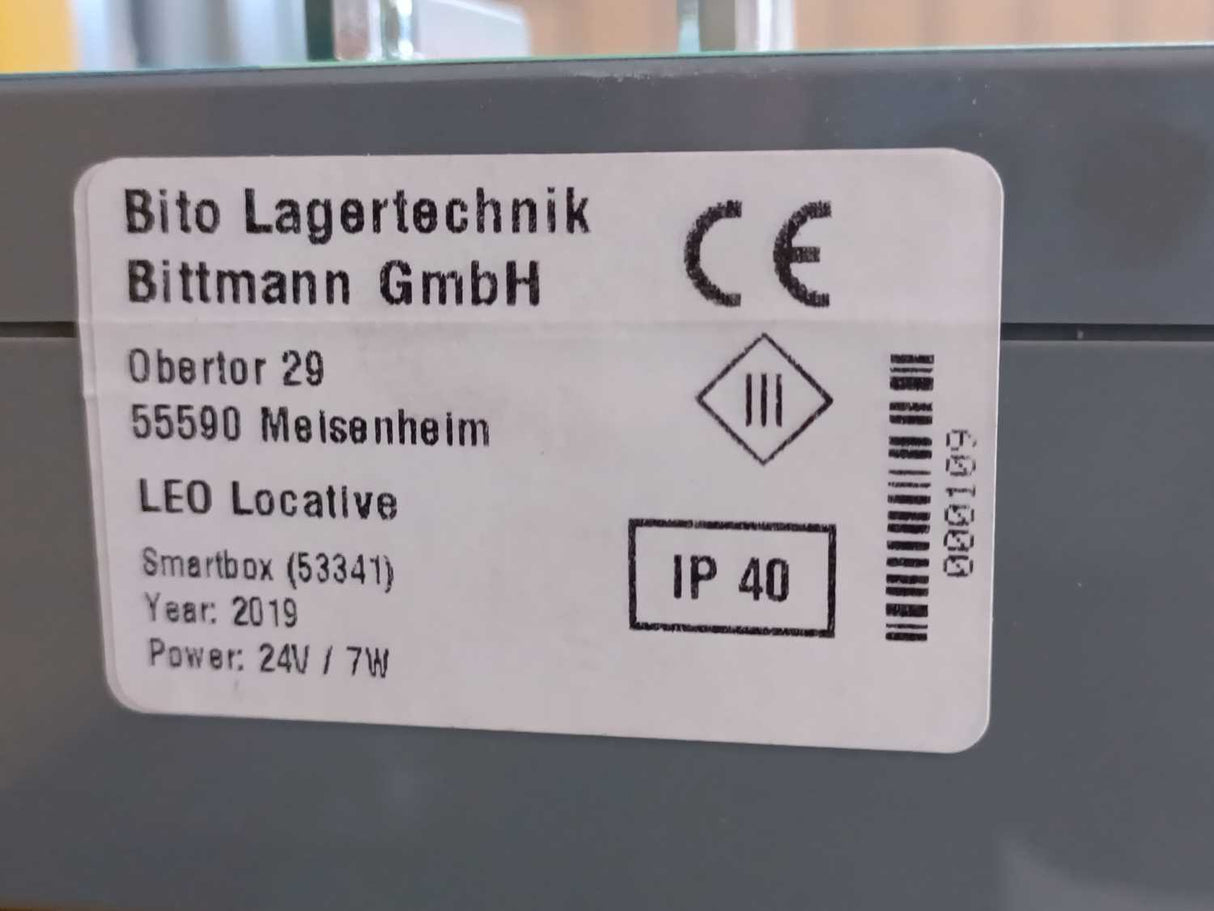 Bito Lagertechnik
Bittmann GmbH
Obertor 29
55590 Meisenheim
LEO Locative
Smartbox (53341)
Year: 2019
Power: 24V / 7W
CE
III
IP 40
000109